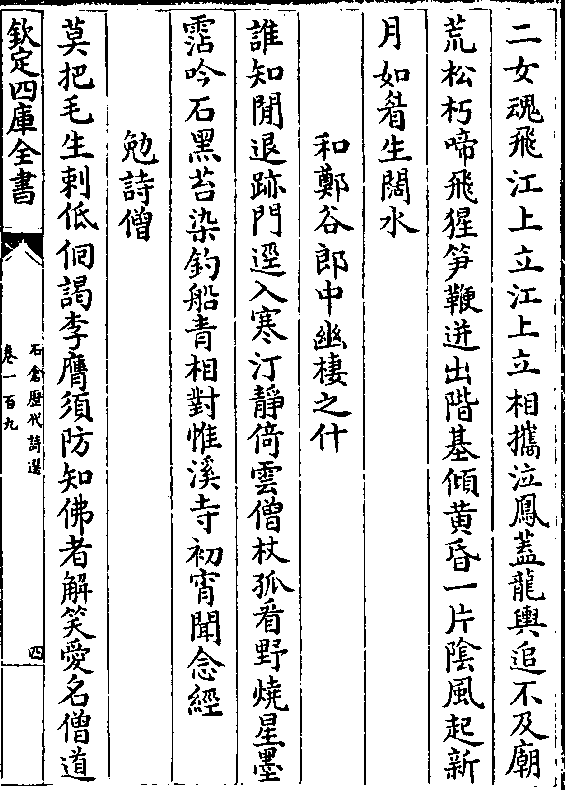 二女魂飛江上立江上立相攜泣鳳蓋龍輿追不及廟
荒松朽啼飛猩笋鞭迸出階基傾黄昏一片陰風起新
月如眉生闊水
和鄭谷郎中幽棲之什
誰知閒退跡門逕入寒汀靜倚雲僧杖孤看野燒星墨
霑吟石黑苔染釣船青相對惟溪寺初宵聞念經
勉詩僧
莫把毛生刺低佪謁李膺須防知佛者解笑愛名僧道
欽定四庫全書
石倉歷代詩選
卷一百九
四